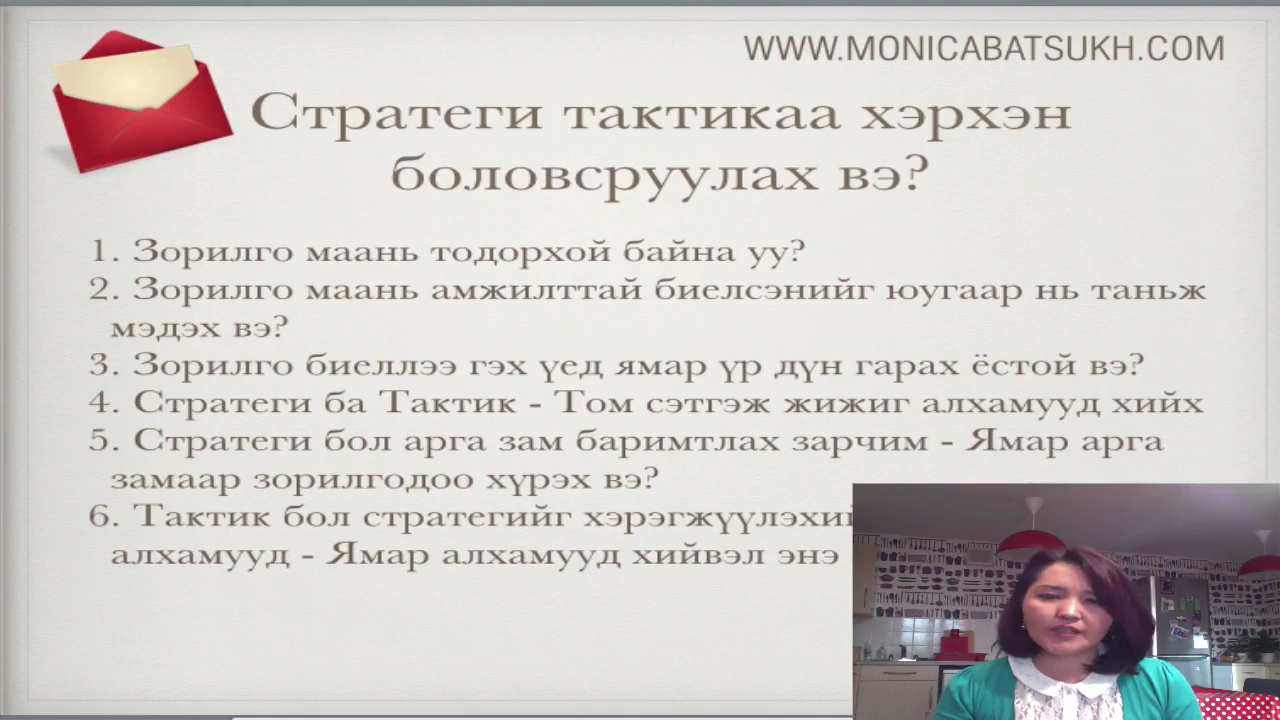 WWW.MONICABATSUKH.COM
Стратеги тактикаа хэрхэн
боловсруулах вэ?
1. Зорилго маань тодорхой байна уу?
2. Зорилго маань амжилттай биелсэнийг юугаар нь таньж
мэдэх вэ?
3. Зорилго биеллээ гэх үед ямар үр дүн гарах ёстой вэ?
4. Стратеги ба Тактик - Том сэтгэж жижиг алхамууд хийх
5. Стратеги бол арга зам баримтлах зарчим - Ямар арга
замаар зорилгодоо хүрэх вэ?
6. Тактик бол стратегийг
алхамууд - Ямар алхамууд хийвэл энэ